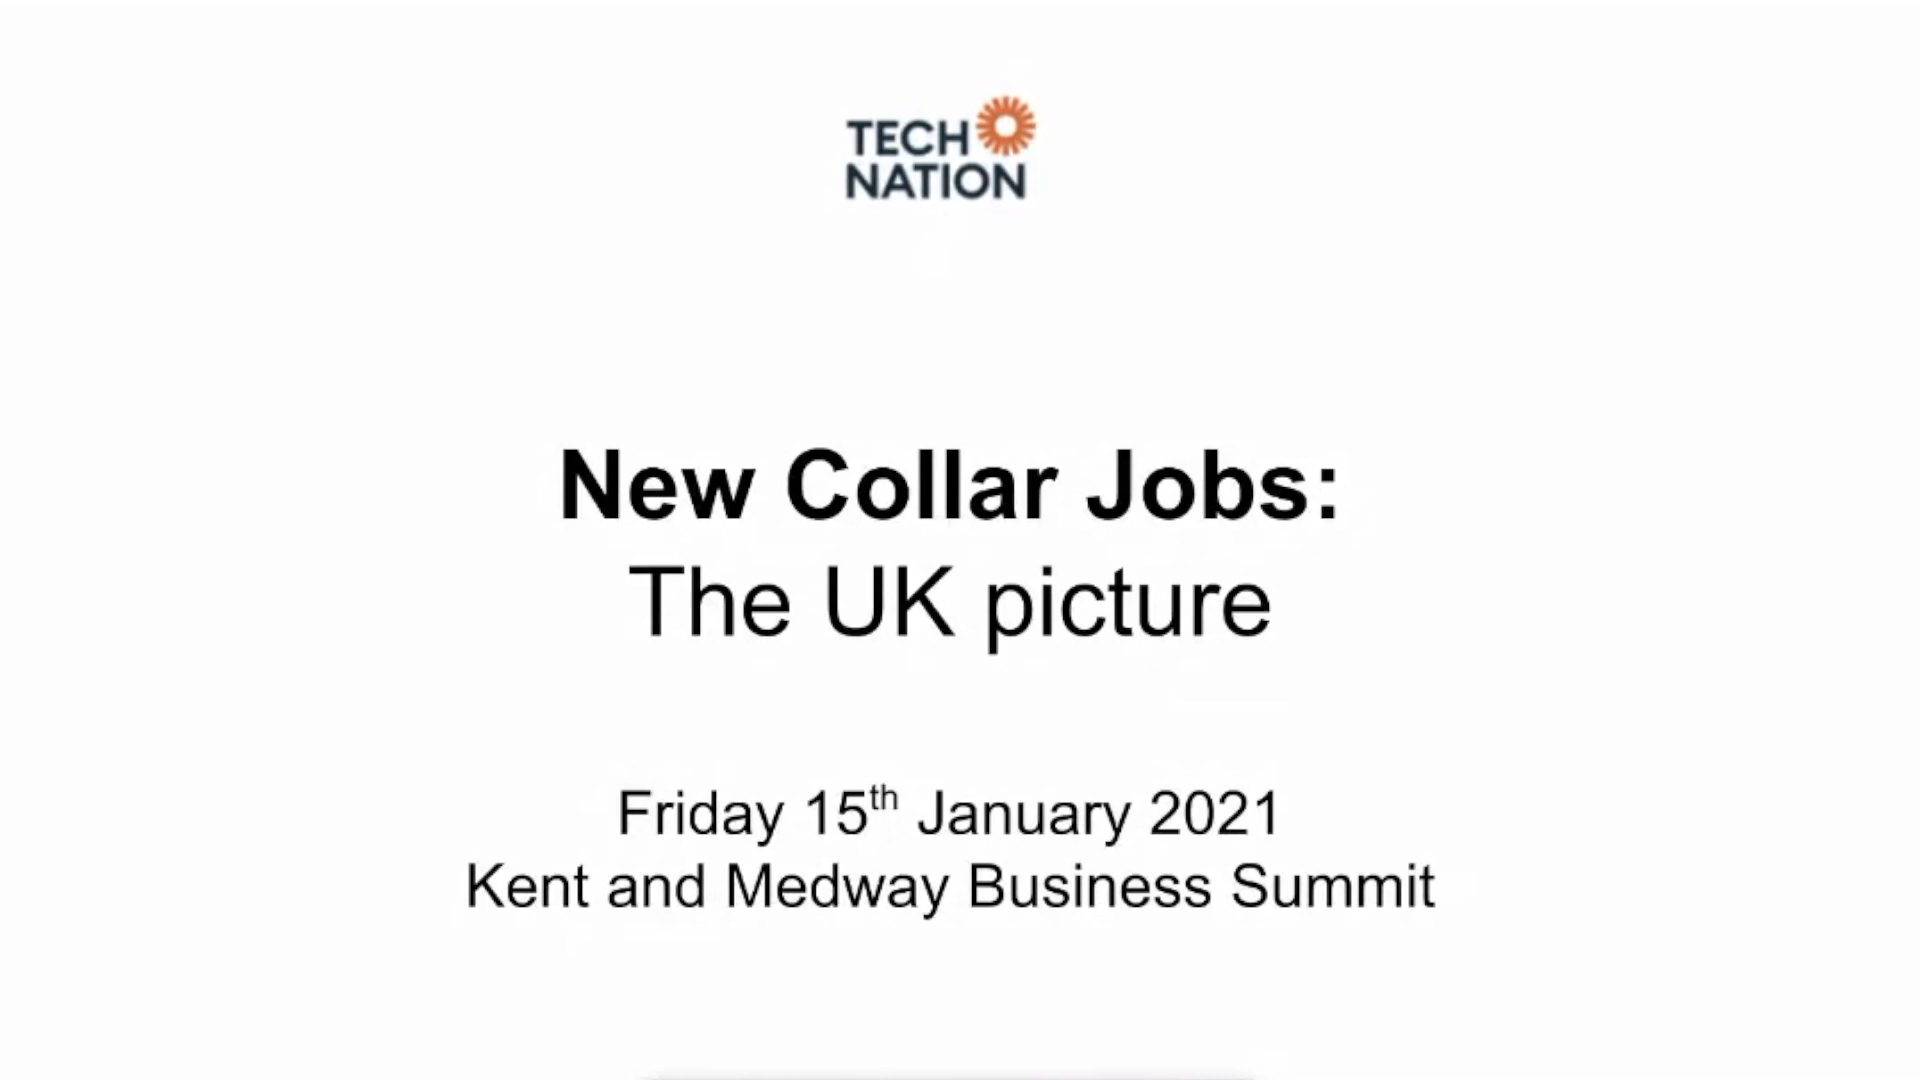 TECH
NATION
New Collar Jobs:
The UK picture
Friday 15th January 2021
Kent and Medway Business Summit